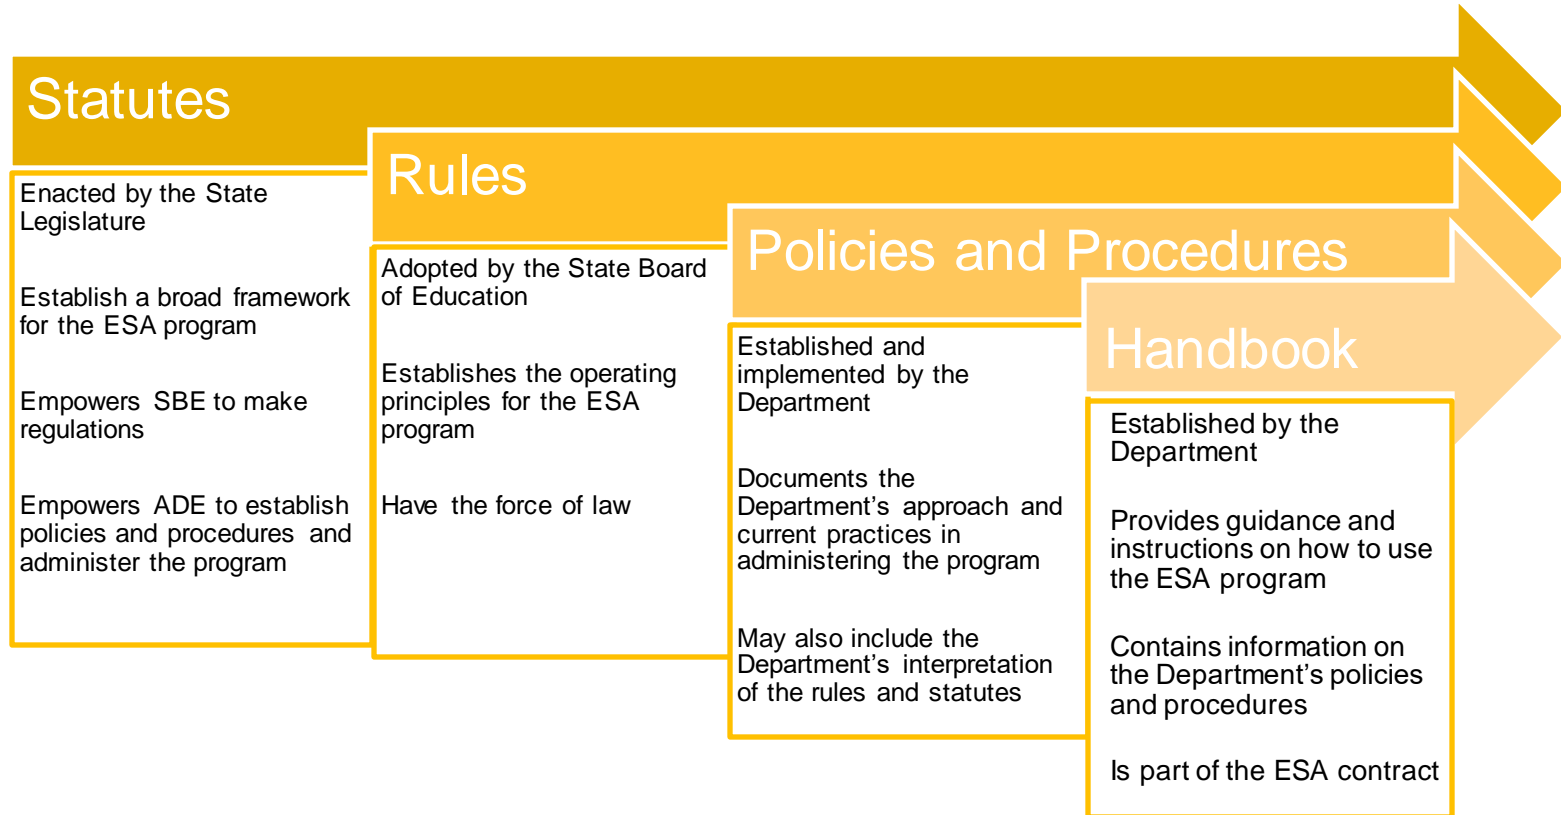 Statutes
Enacted by the State
Legislature
Establish a broad framework
for the ESA program
Empowers SBE to make
regulations
Empowers ADE to establish
policies and procedures and
administer the program
Rules
Adopted by the State Board
of Education
Establishes the operating
principles for the ESA
program
Have the force of law
Policies and Procedures
Established and
implemented by the
Department
Documents the
Department’s approach and
current practices in
administering the program
May also include the
Department’s interpretation
of the rules and statutes
Handbook
Established by the
Department
Provides guidance and
instructions on how to use
the ESA program
Contains information on
the Department’s policies
and procedures
Is part of the ESA contract